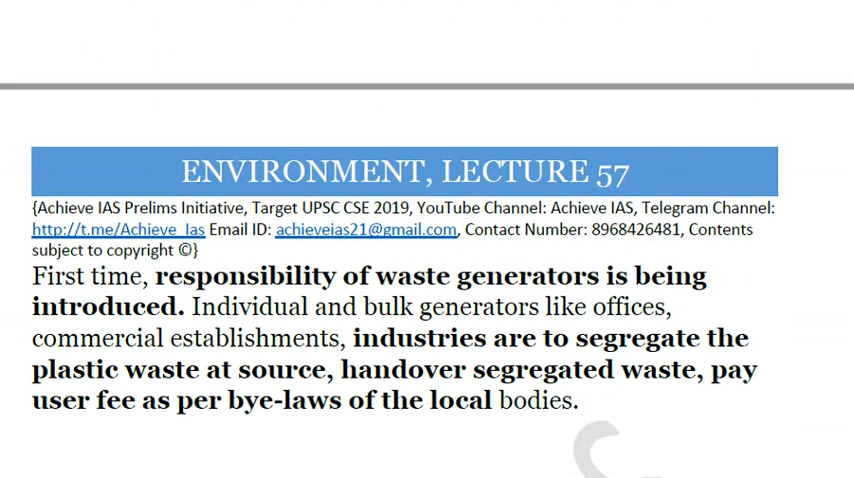 ENVIRONMENT, LECTURE 57
{Achieve IAS Prelims Initiative, Target UPSC CSE 2019, YouTube Channel: Achieve IAS, Telegram Channel:
http://t.me/Achieve_Ias Email ID: achieveias21@gmail.com, Contact Number: 8968426481, Contents
subject to copyright ©}
First time, responsibility of waste generators is being
introduced. Individual and bulk generators like offices,
commercial establishments, industries are to segregate the
plastic waste at source, handover segregated waste, pay
user fee as per bye-laws of the local bodies.